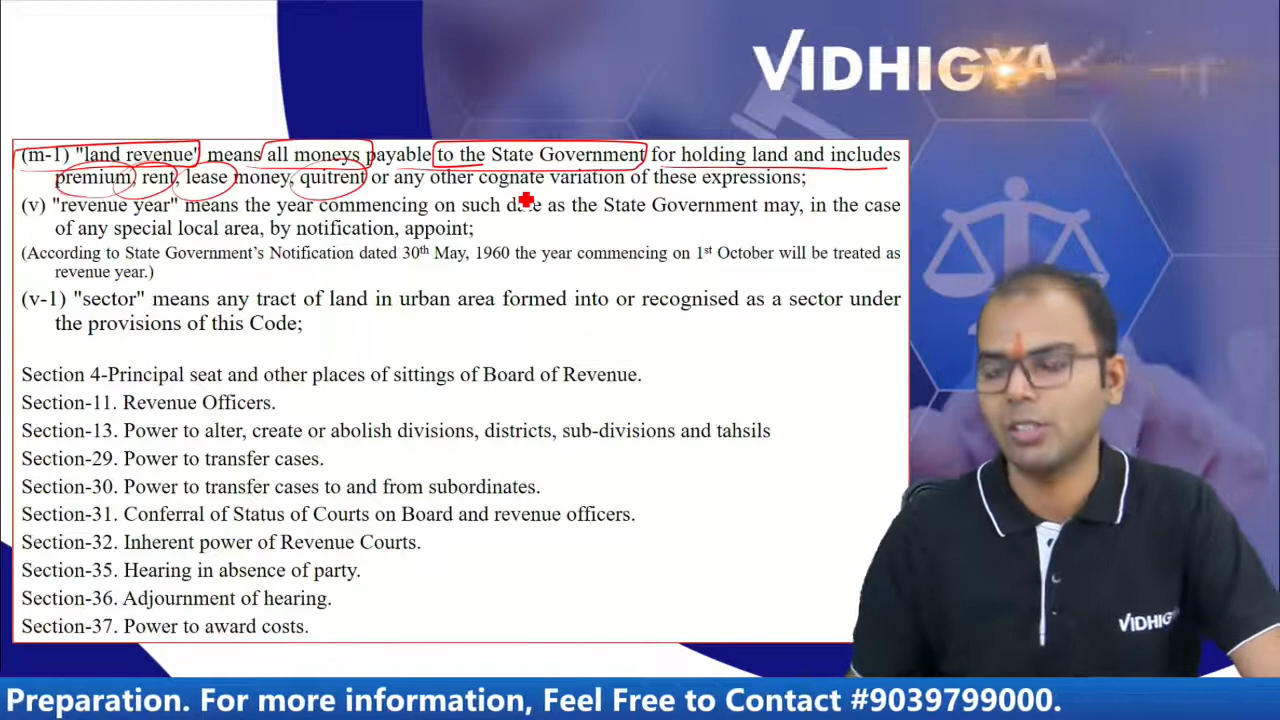 VIDHIGYA
(m-1) "land revenue" means all moneys payable to the State Government for holding land and includes
premium, rent, lease money, quitrent or any other cognate variation of these expressions;
(v) "revenue year" means the year commencing on such date as the State Government may, in the case
of any special local area, by notification, appoint;
(According to State Government's Notification dated 30th May, 1960 the year commencing on 1st October will be treated as
revenue year.)
(v-1) "sector" means any tract of land in urban area formed into or recognised as a sector under
the provisions of this Code;
Section 4-Principal seat and other places of sittings of Board of Revenue.
Section-11. Revenue Officers.
Section-13. Power to alter, create or abolish divisions, districts, sub-divisions and tahsils
Section-29. Power to transfer cases.
Section-30. Power to transfer cases to and from subordinates.
Section-31. Conferral of Status of Courts on Board and revenue officers.
Section-32. Inherent power of Revenue Courts.
Section-35. Hearing in absence of party.
Section-36. Adjournment of hearing.
Section-37. Power to award costs.
VIDHIGYA
Preparation. For more information, Feel Free to Contact #9039799000.